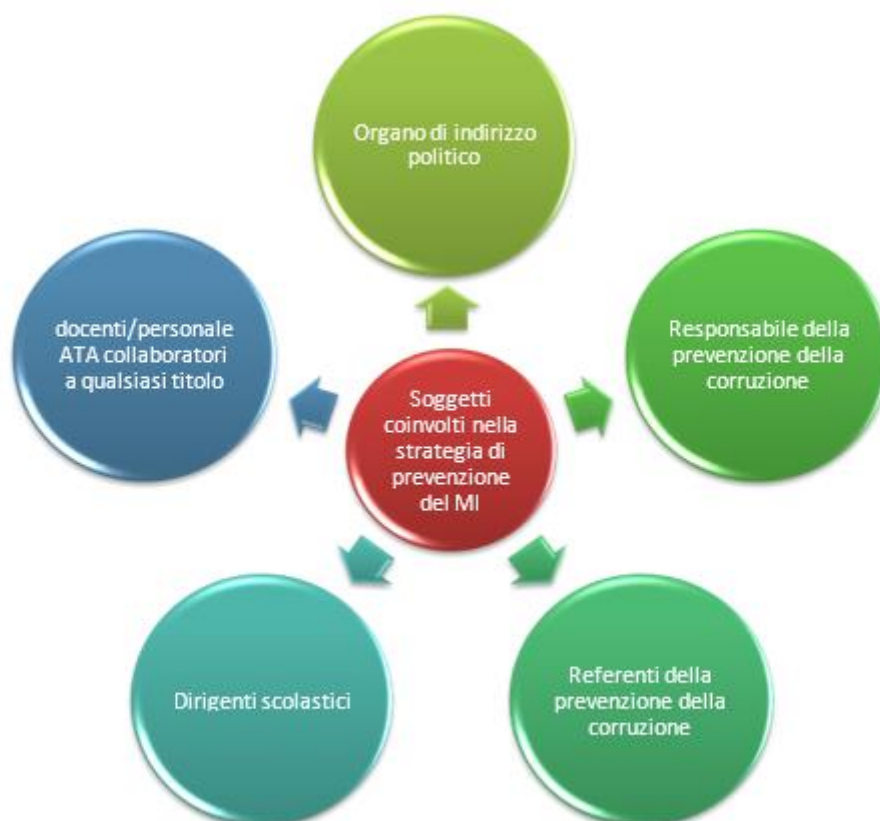 Organo di indirizzo
politico
docenti/personale
ATA collaboratori
a qualsiasi titolo
Responsabile della
prevenzione della
corruzione
Soggetti
coinvolti nella
strategia di
prevenzione
del MI
Dirigenti scolastici
Referenti della
prevenzione della
corruzione